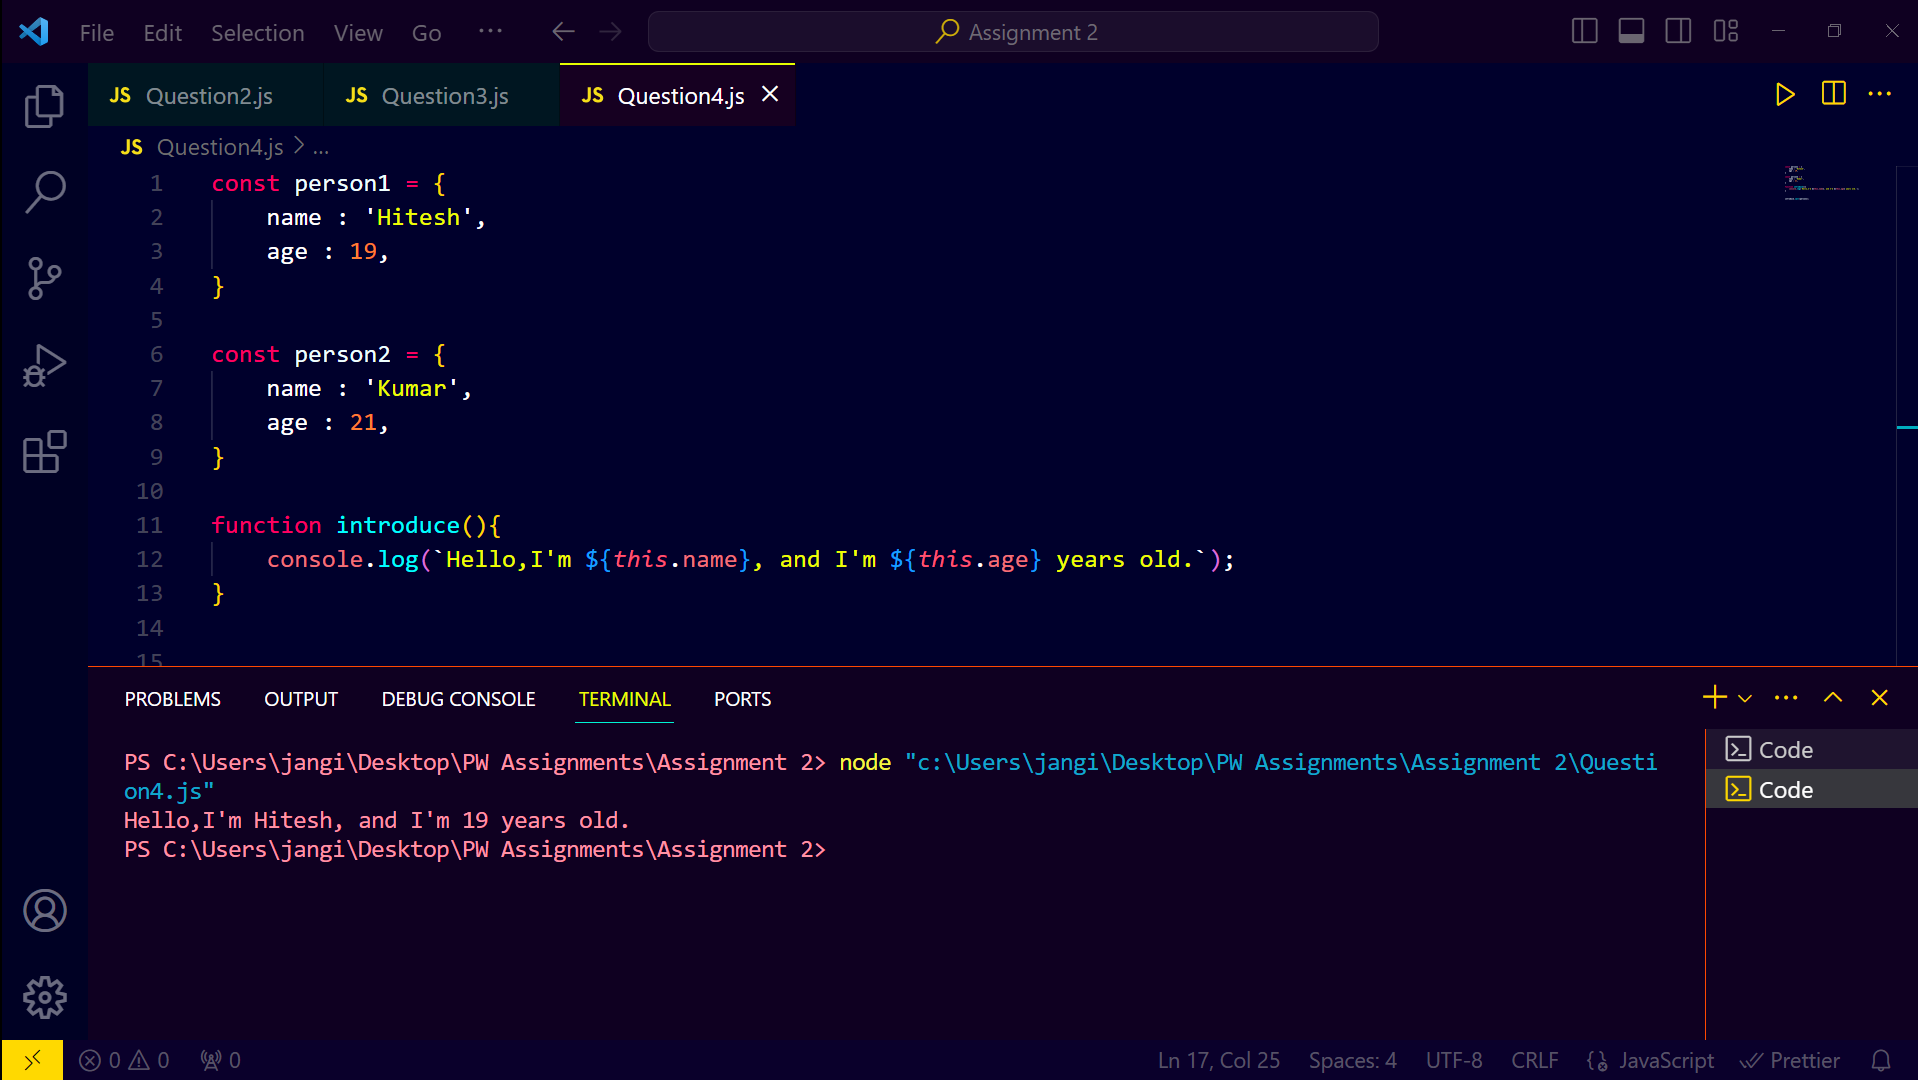 File Edit Selection View Go ··· Assignment 2
JS Question2.js JS Question3.js JS Question4.js
JS Question4.js > ...
1 const person1 = {
2     name : 'Hitesh',
3     age : 19,
4 }
5
6 const person2 = {
7     name : 'Kumar',
8     age : 21,
9 }
10
11 function introduce(){
12     console.log(`Hello,I'm ${this.name}, and I'm ${this.age} years old.`);
13 }
14
15
PROBLEMS OUTPUT DEBUG CONSOLE TERMINAL PORTS
PS C:\Users\jangi\Desktop\PW Assignments\Assignment 2> node "c:\Users\jangi\Desktop\PW Assignments\Assignment 2\Questi
on4.js"
Hello,I'm Hitesh, and I'm 19 years old.
PS C:\Users\jangi\Desktop\PW Assignments\Assignment 2>
Code
Code
0 0 0 Ln 17, Col 25 Spaces: 4 UTF-8 CRLF JavaScript Prettier